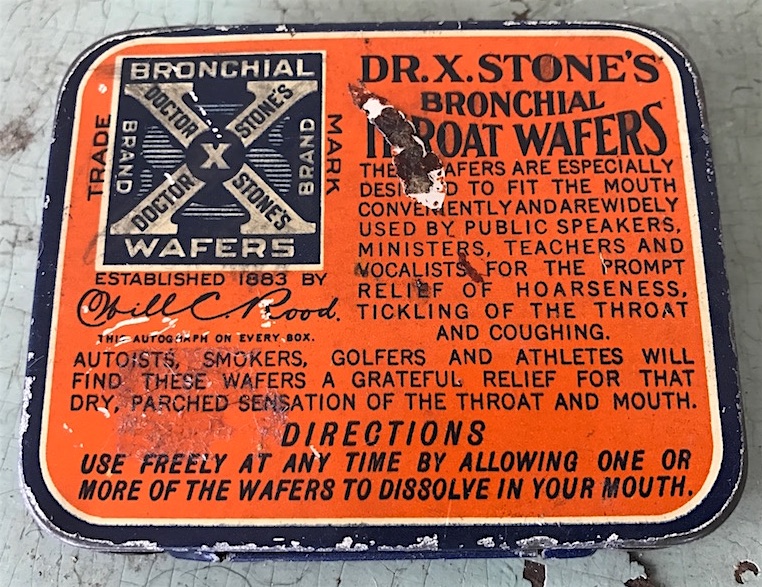 BRONCHIAL
DOCTOR STONE'S
TRADE BRAND X BRAND MARK
DOCTOR STONE'S
WAFERS
ESTABLISHED 1883 BY
THIS AUTOGRAPH ON EVERY BOX.
DR. X. STONE'S
BRONCHIAL
THROAT WAFERS
WAFERS ARE ESPECIALLY
TO FIT THE MOUTH
CONVENIENTLY AND ARE WIDELY
USED BY PUBLIC SPEAKERS,
MINISTERS, TEACHERS AND
VOCALISTS FOR THE PROMPT
RELIEF OF HOARSENESS,
TICKLING OF THE THROAT
AND COUGHING.
AUTOISTS, SMOKERS, GOLFERS AND ATHLETES WILL
FIND THESE WAFERS A GRATEFUL RELIEF FOR THAT
DRY, PARCHED SENSATION OF THE THROAT AND MOUTH.
DIRECTIONS
USE FREELY AT ANY TIME BY ALLOWING ONE OR
MORE OF THE WAFERS TO DISSOLVE IN YOUR MOUTH.